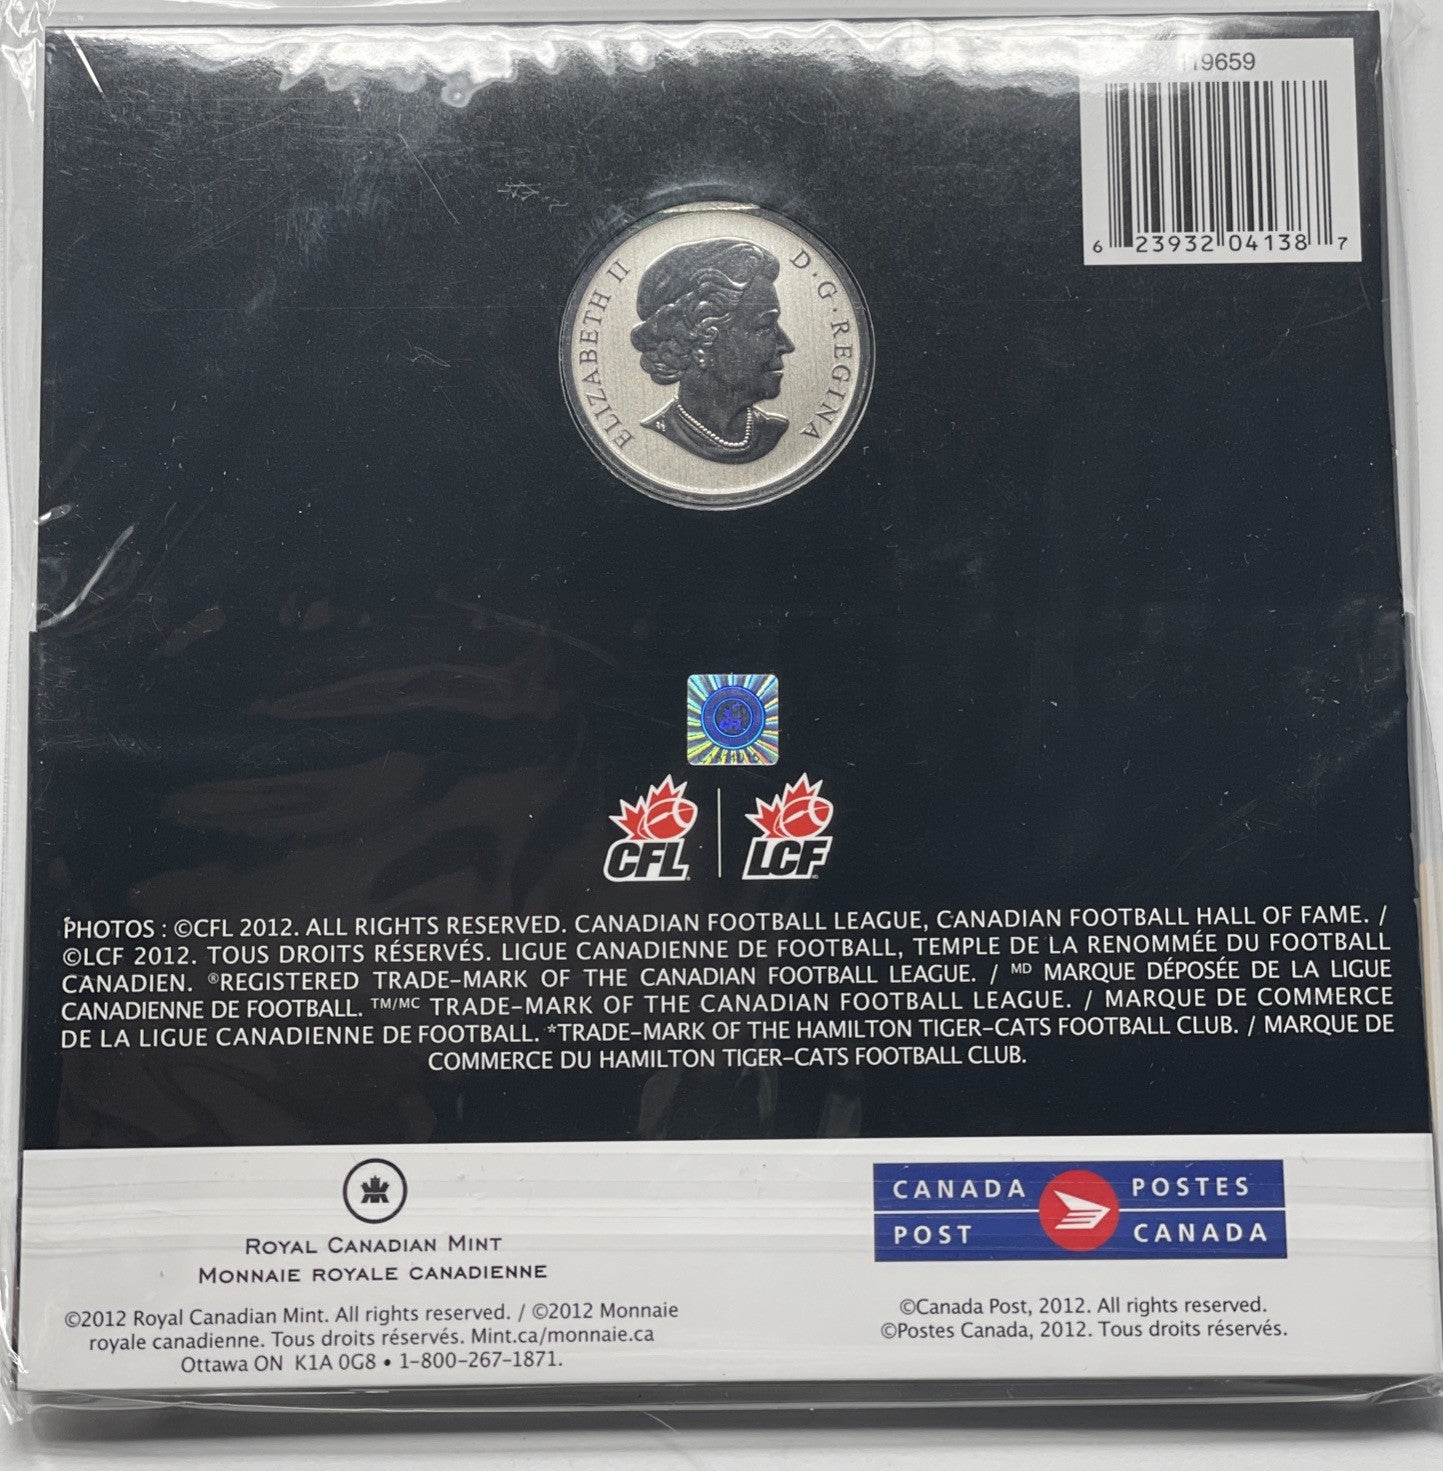 119659
6 23932 04138 7
ELIZABETH II D·G·REGINA
CFL LCF
PHOTOS : ©CFL 2012. ALL RIGHTS RESERVED. CANADIAN FOOTBALL LEAGUE, CANADIAN FOOTBALL HALL OF FAME. /
©LCF 2012. TOUS DROITS RÉSERVÉS. LIGUE CANADIENNE DE FOOTBALL, TEMPLE DE LA RENOMMÉE DU FOOTBALL
CANADIEN. ®REGISTERED TRADE-MARK OF THE CANADIAN FOOTBALL LEAGUE. / MD MARQUE DÉPOSÉE DE LA LIGUE
CANADIENNE DE FOOTBALL. TM/MC TRADE-MARK OF THE CANADIAN FOOTBALL LEAGUE. / MARQUE DE COMMERCE
DE LA LIGUE CANADIENNE DE FOOTBALL. *TRADE-MARK OF THE HAMILTON TIGER-CATS FOOTBALL CLUB. / MARQUE DE
COMMERCE DU HAMILTON TIGER-CATS FOOTBALL CLUB.
ROYAL CANADIAN MINT
MONNAIE ROYALE CANADIENNE
©2012 Royal Canadian Mint. All rights reserved. / ©2012 Monnaie
royale canadienne. Tous droits réservés. Mint.ca/monnaie.ca
Ottawa ON K1A 0G8 • 1-800-267-1871.
CANADA POSTES
POST CANADA
©Canada Post, 2012. All rights reserved.
©Postes Canada, 2012. Tous droits réservés.